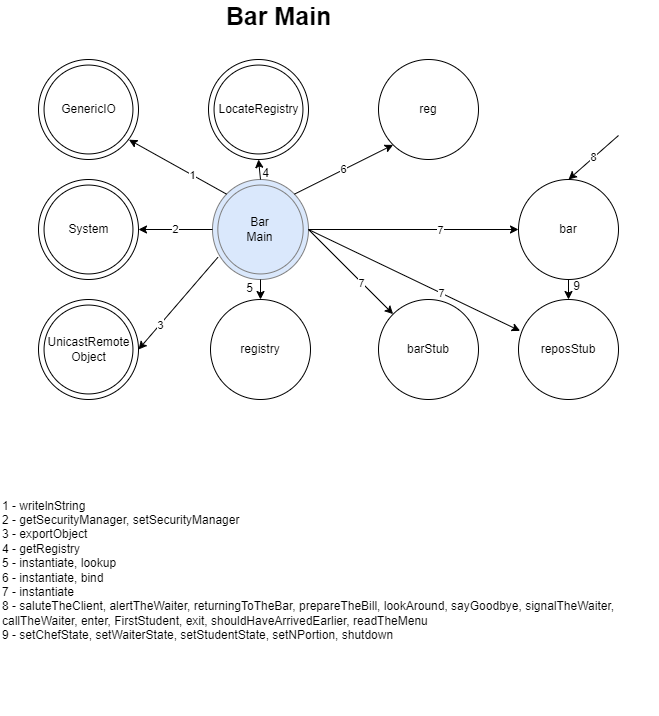 Bar Main
GenericIO
LocateRegistry
reg
8
1
4
6
System
2
Bar
Main
7
bar
5
7
7
9
3
UnicastRemote
Object
registry
barStub
reposStub
1 - writelnString
2 - getSecurityManager, setSecurityManager
3 - exportObject
4 - getRegistry
5 - instantiate, lookup
6 - instantiate, bind
7 - instantiate
8 - saluteTheClient, alertTheWaiter, returningToTheBar, prepareTheBill, lookAround, sayGoodbye, signalTheWaiter,
callTheWaiter, enter, FirstStudent, exit, shouldHaveArrivedEarlier, readTheMenu
9 - setChefState, setWaiterState, setStudentState, setNPortion, shutdown